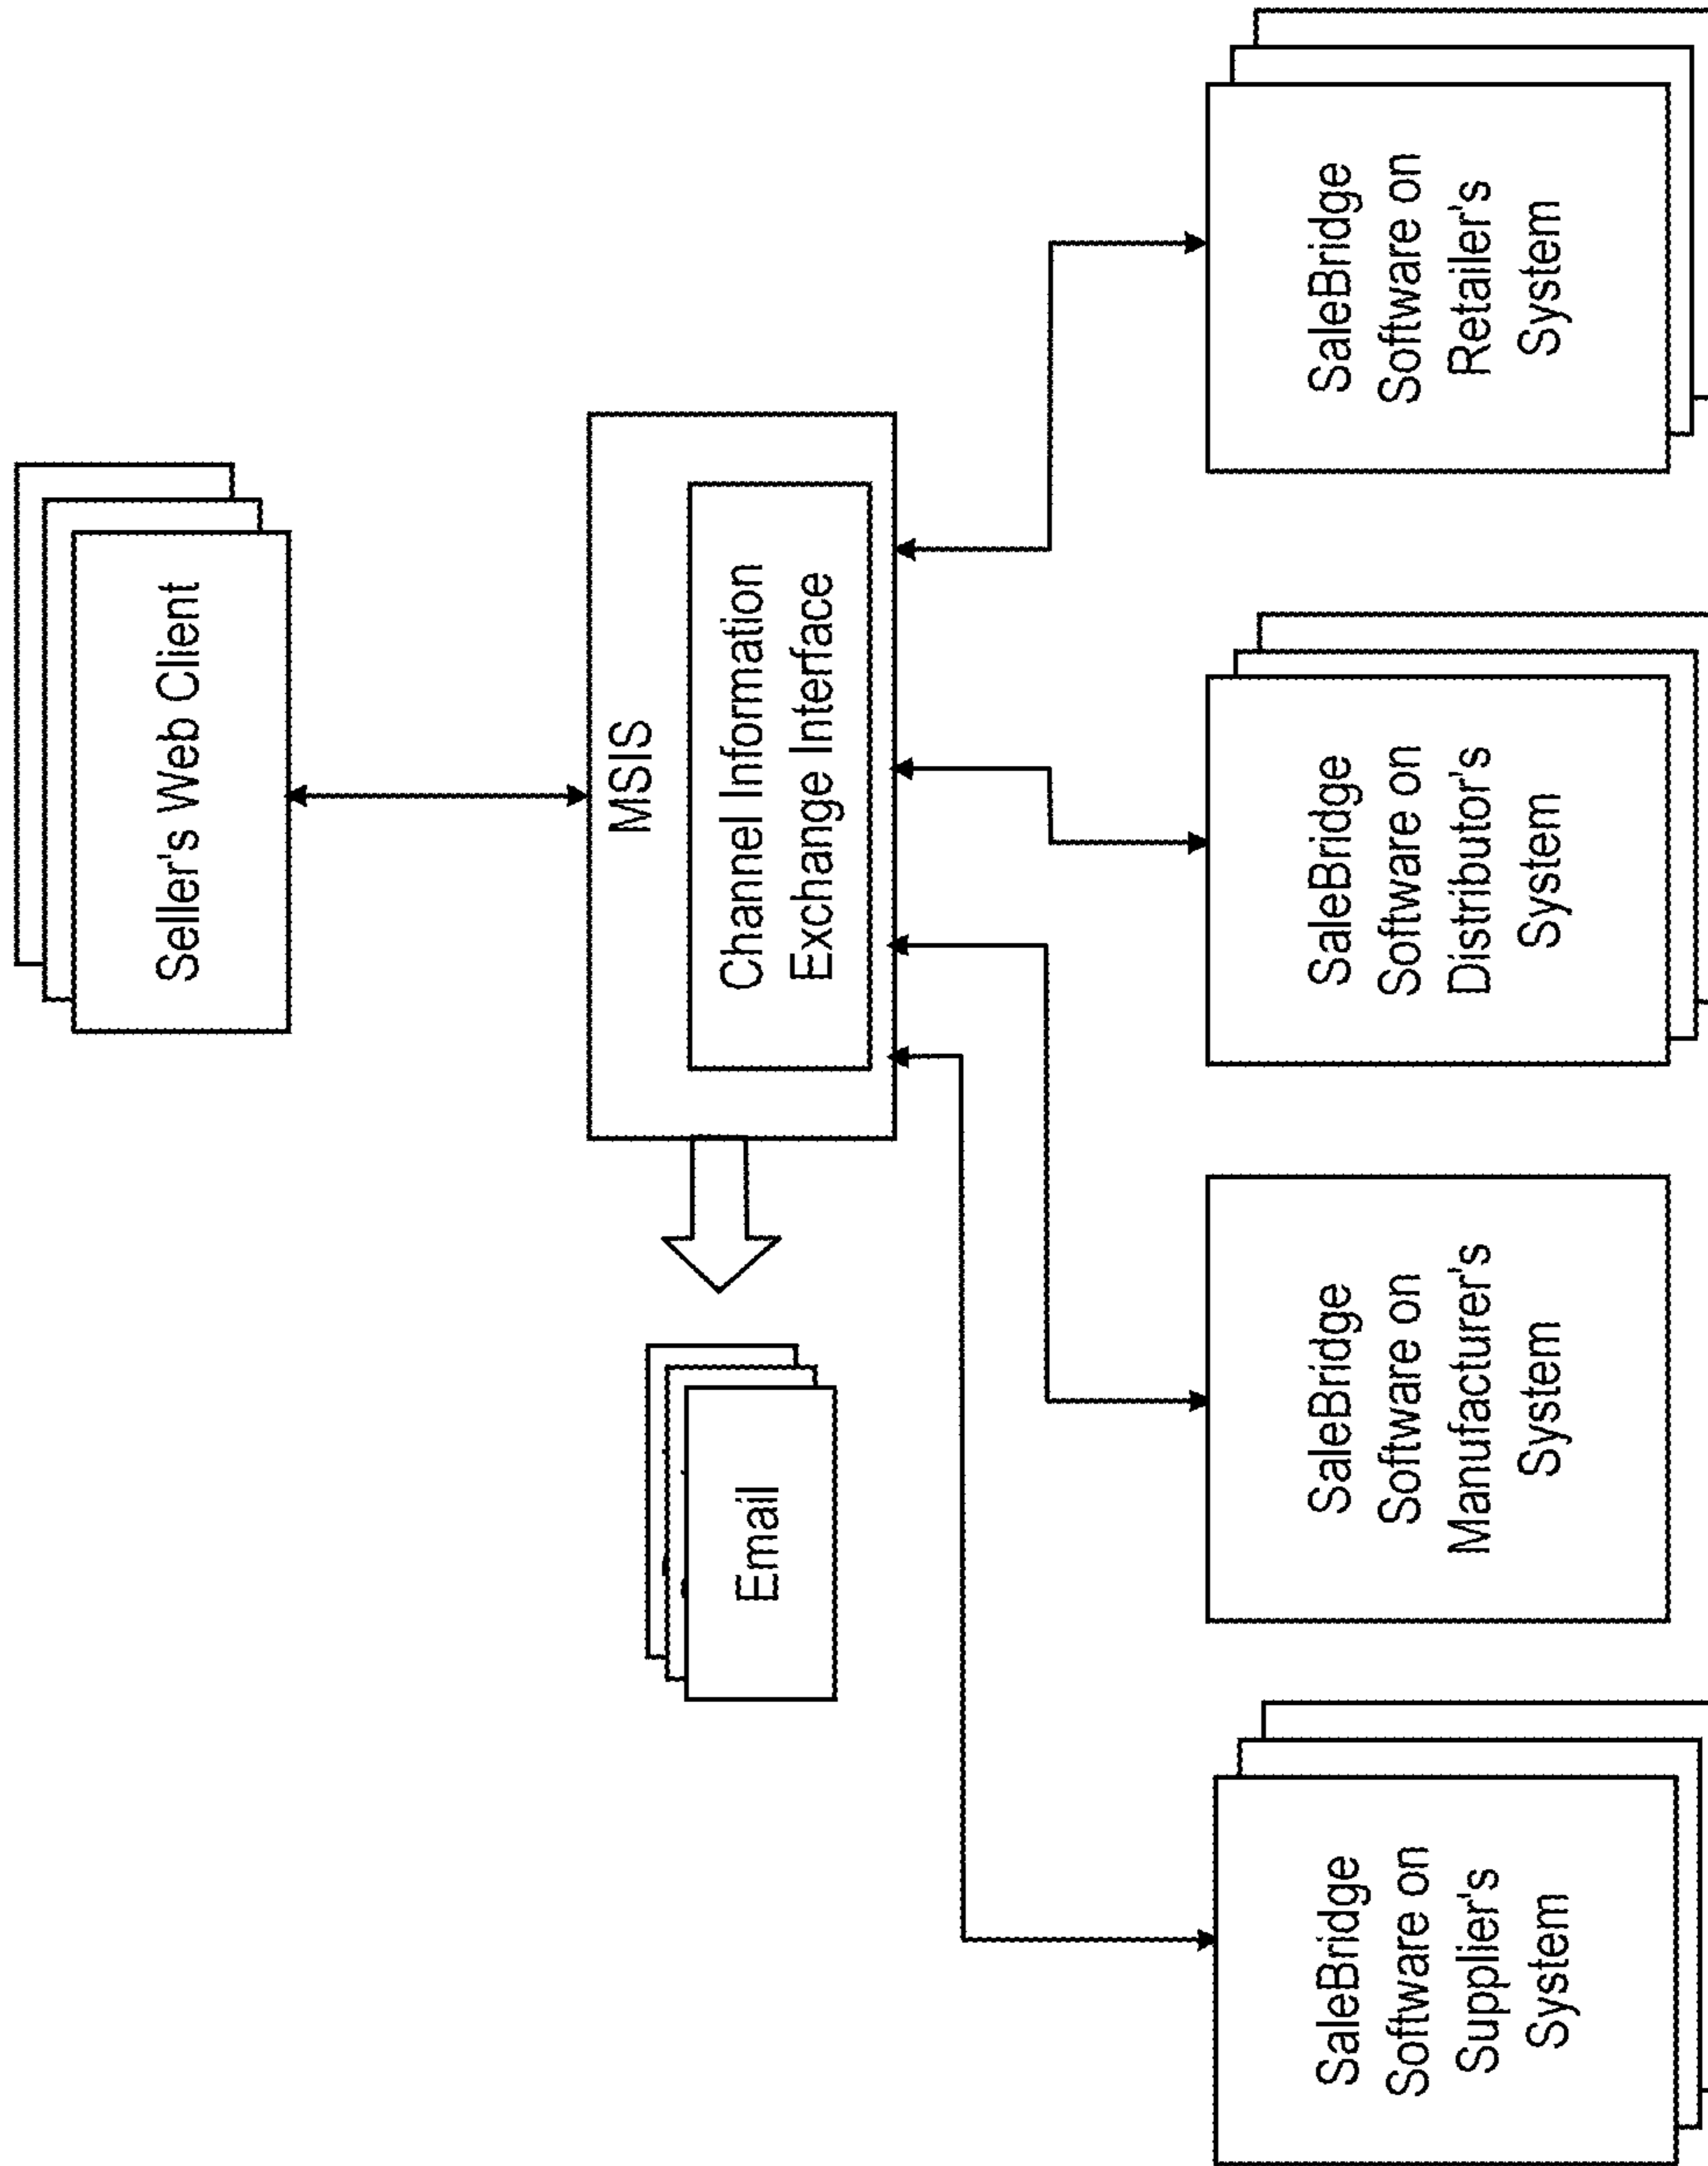 Seller's Web Client
MSIS
Channel Information
Exchange Interface
Email
SaleBridge
Software on
Supplier's
System
SaleBridge
Software on
Manufacturer's
System
SaleBridge
Software on
Distributor's
System
SaleBridge
Software on
Retailer's
System